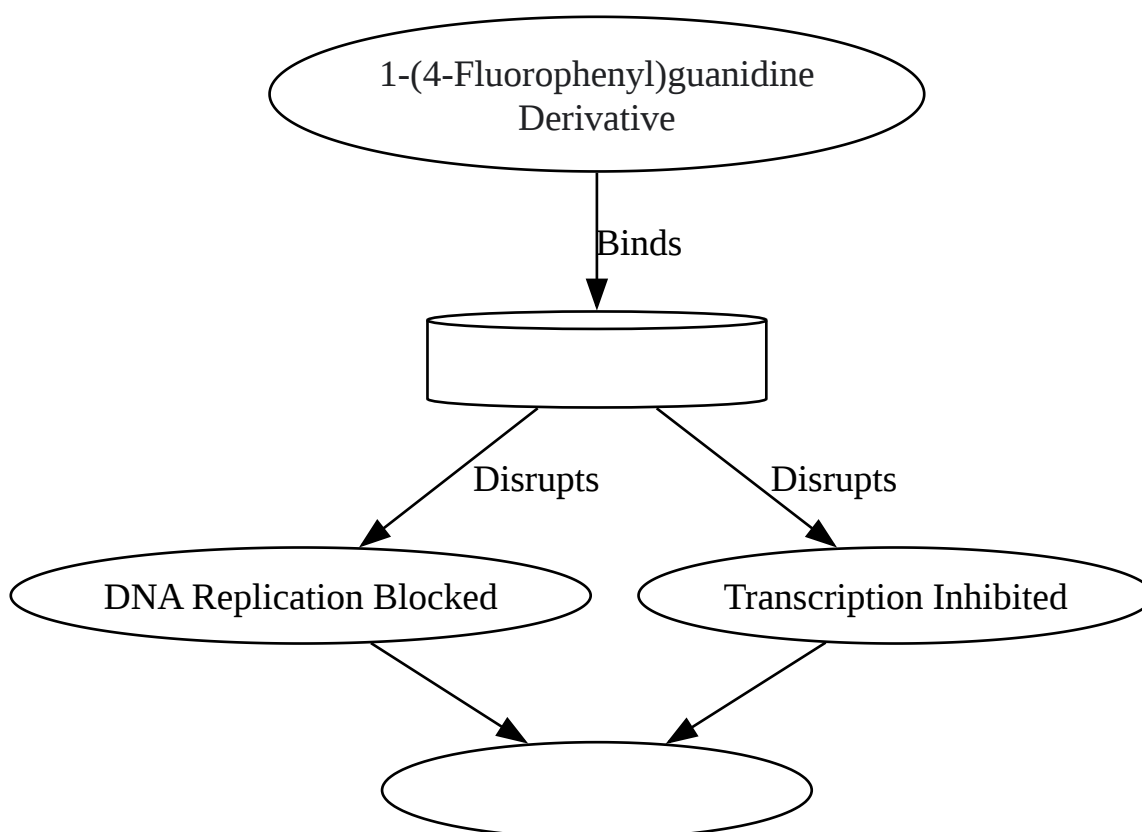 1-(4-Fluorophenyl)guanidine
Derivative
Binds
Disrupts
Disrupts
DNA Replication Blocked
Transcription Inhibited